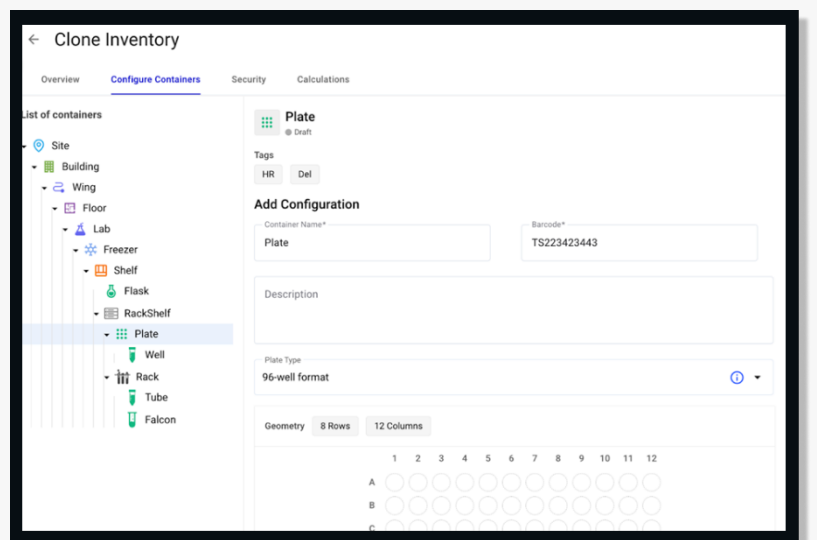 Clone Inventory
Overview Configure Containers Security Calculations
List of containers
Site
Building
Wing
Floor
Lab
Freezer
Shelf
Flask
RackShelf
Plate
Well
Rack
Tube
Falcon
Plate
Draft
Tags
HR Del
Add Configuration
Container Name*
Plate
Barcode*
TS223423443
Description
Plate Type
96-well format
Geometry 8 Rows 12 Columns
1 2 3 4 5 6 7 8 9 10 11 12
A
B
C